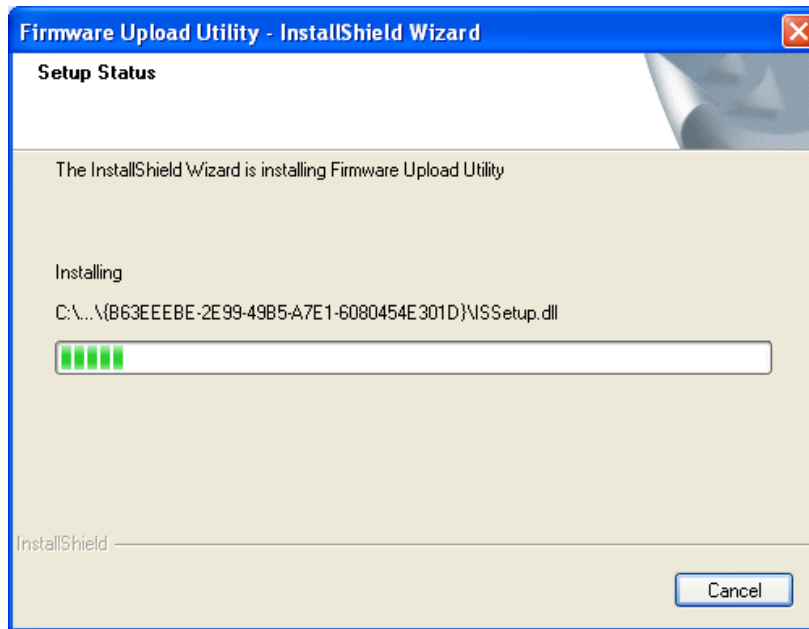 Firmware Upload Utility - InstallShield Wizard
Setup Status
The InstallShield Wizard is installing Firmware Upload Utility
Installing
C:\...\{B63EEEBE-2E99-49B5-A7E1-6080454E301D}\ISSetup.dll
InstallShield
Cancel